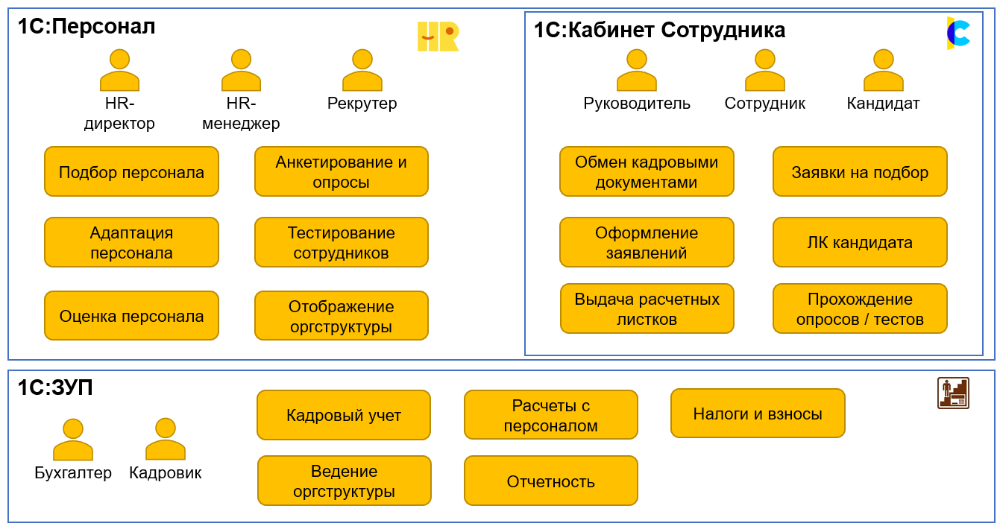 1С:Персонал
HR
HR-
директор
HR-
менеджер
Рекрутер
Подбор персонала
Анкетирование и
опросы
Адаптация
персонала
Тестирование
сотрудников
Оценка персонала
Отображение
оргструктуры
1С:Кабинет Сотрудника
Руководитель
Сотрудник
Кандидат
Обмен кадровыми
документами
Заявки на подбор
Оформление
заявлений
ЛК кандидата
Выдача расчетных
листков
Прохождение
опросов / тестов
1С:ЗУП
Бухгалтер
Кадровик
Кадровый учет
Расчеты с
персоналом
Налоги и взносы
Ведение
оргструктуры
Отчетность